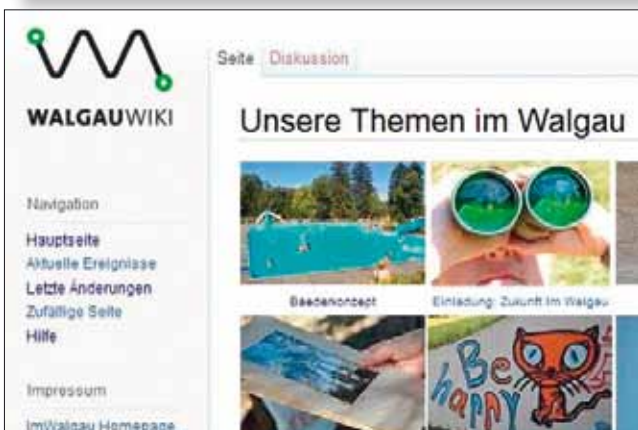 WALGAUWIKI
Seite Diskussion
Unsere Themen im Walgau
Navigation
Hauptseite
Aktuelle Ereignisse
Letzte Änderungen
Zufällige Seite
Hilfe
Impressum
ImWalgau Homepage
Baedekonzept
Einladung: Zukunft im Walgau
Be
happy